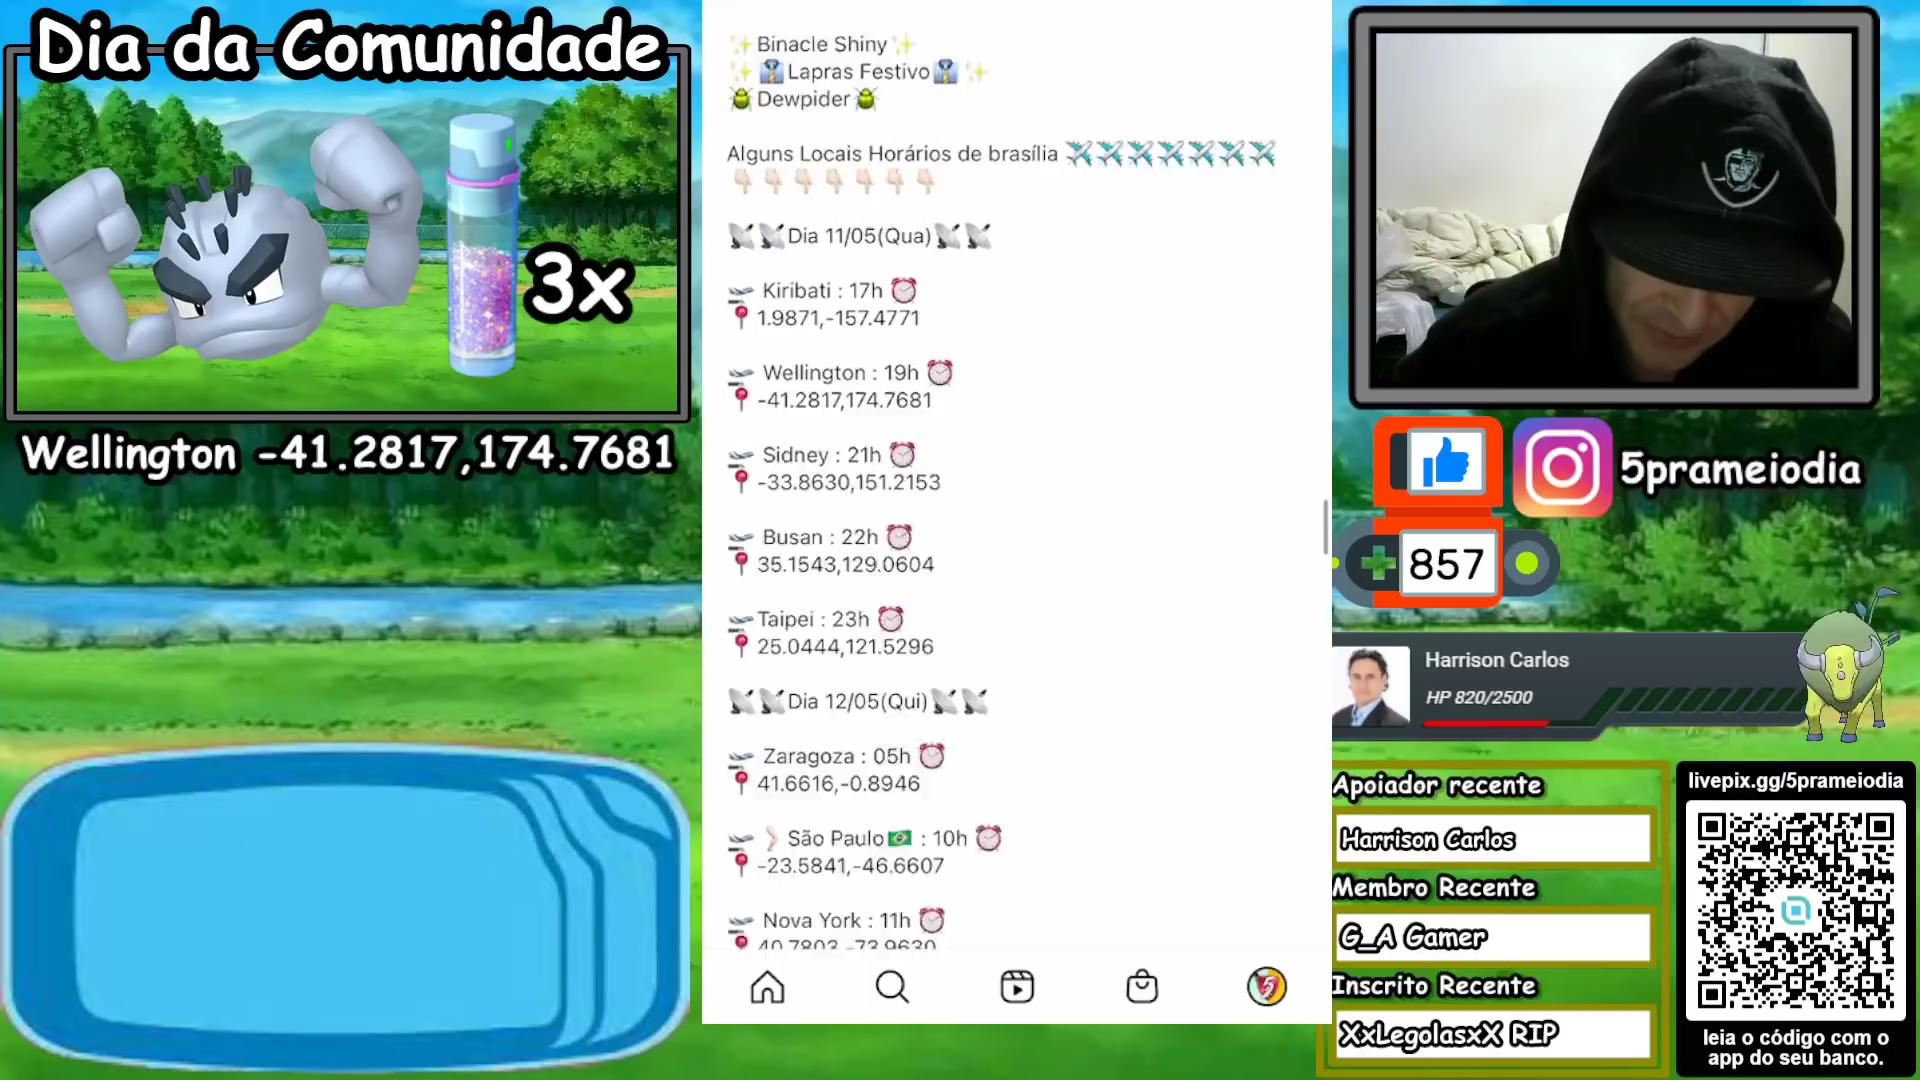 Dia da Comunidade
3x
Wellington -41.2817,174.7681
Binacle Shiny
Lapras Festivo
Dewpider
Alguns Locais Horários de brasília
Dia 11/05(Qua)
Kiribati : 17h
1.9871,-157.4771
Wellington : 19h
-41.2817,174.7681
Sidney : 21h
-33.8630,151.2153
Busan : 22h
35.1543,129.0604
Taipei : 23h
25.0444,121.5296
Dia 12/05(Qui)
Zaragoza : 05h
41.6616,-0.8946
São Paulo : 10h
-23.5841,-46.6607
Nova York : 11h
40.7803,-73.9630
5prameiodia
857
Harrison Carlos
HP 820/2500
Apoiador recente
Harrison Carlos
Membro Recente
G_A Gamer
Inscrito Recente
XxLegolasxX RIP
livepix.gg/5prameiodia
leia o código com o
app do seu banco.